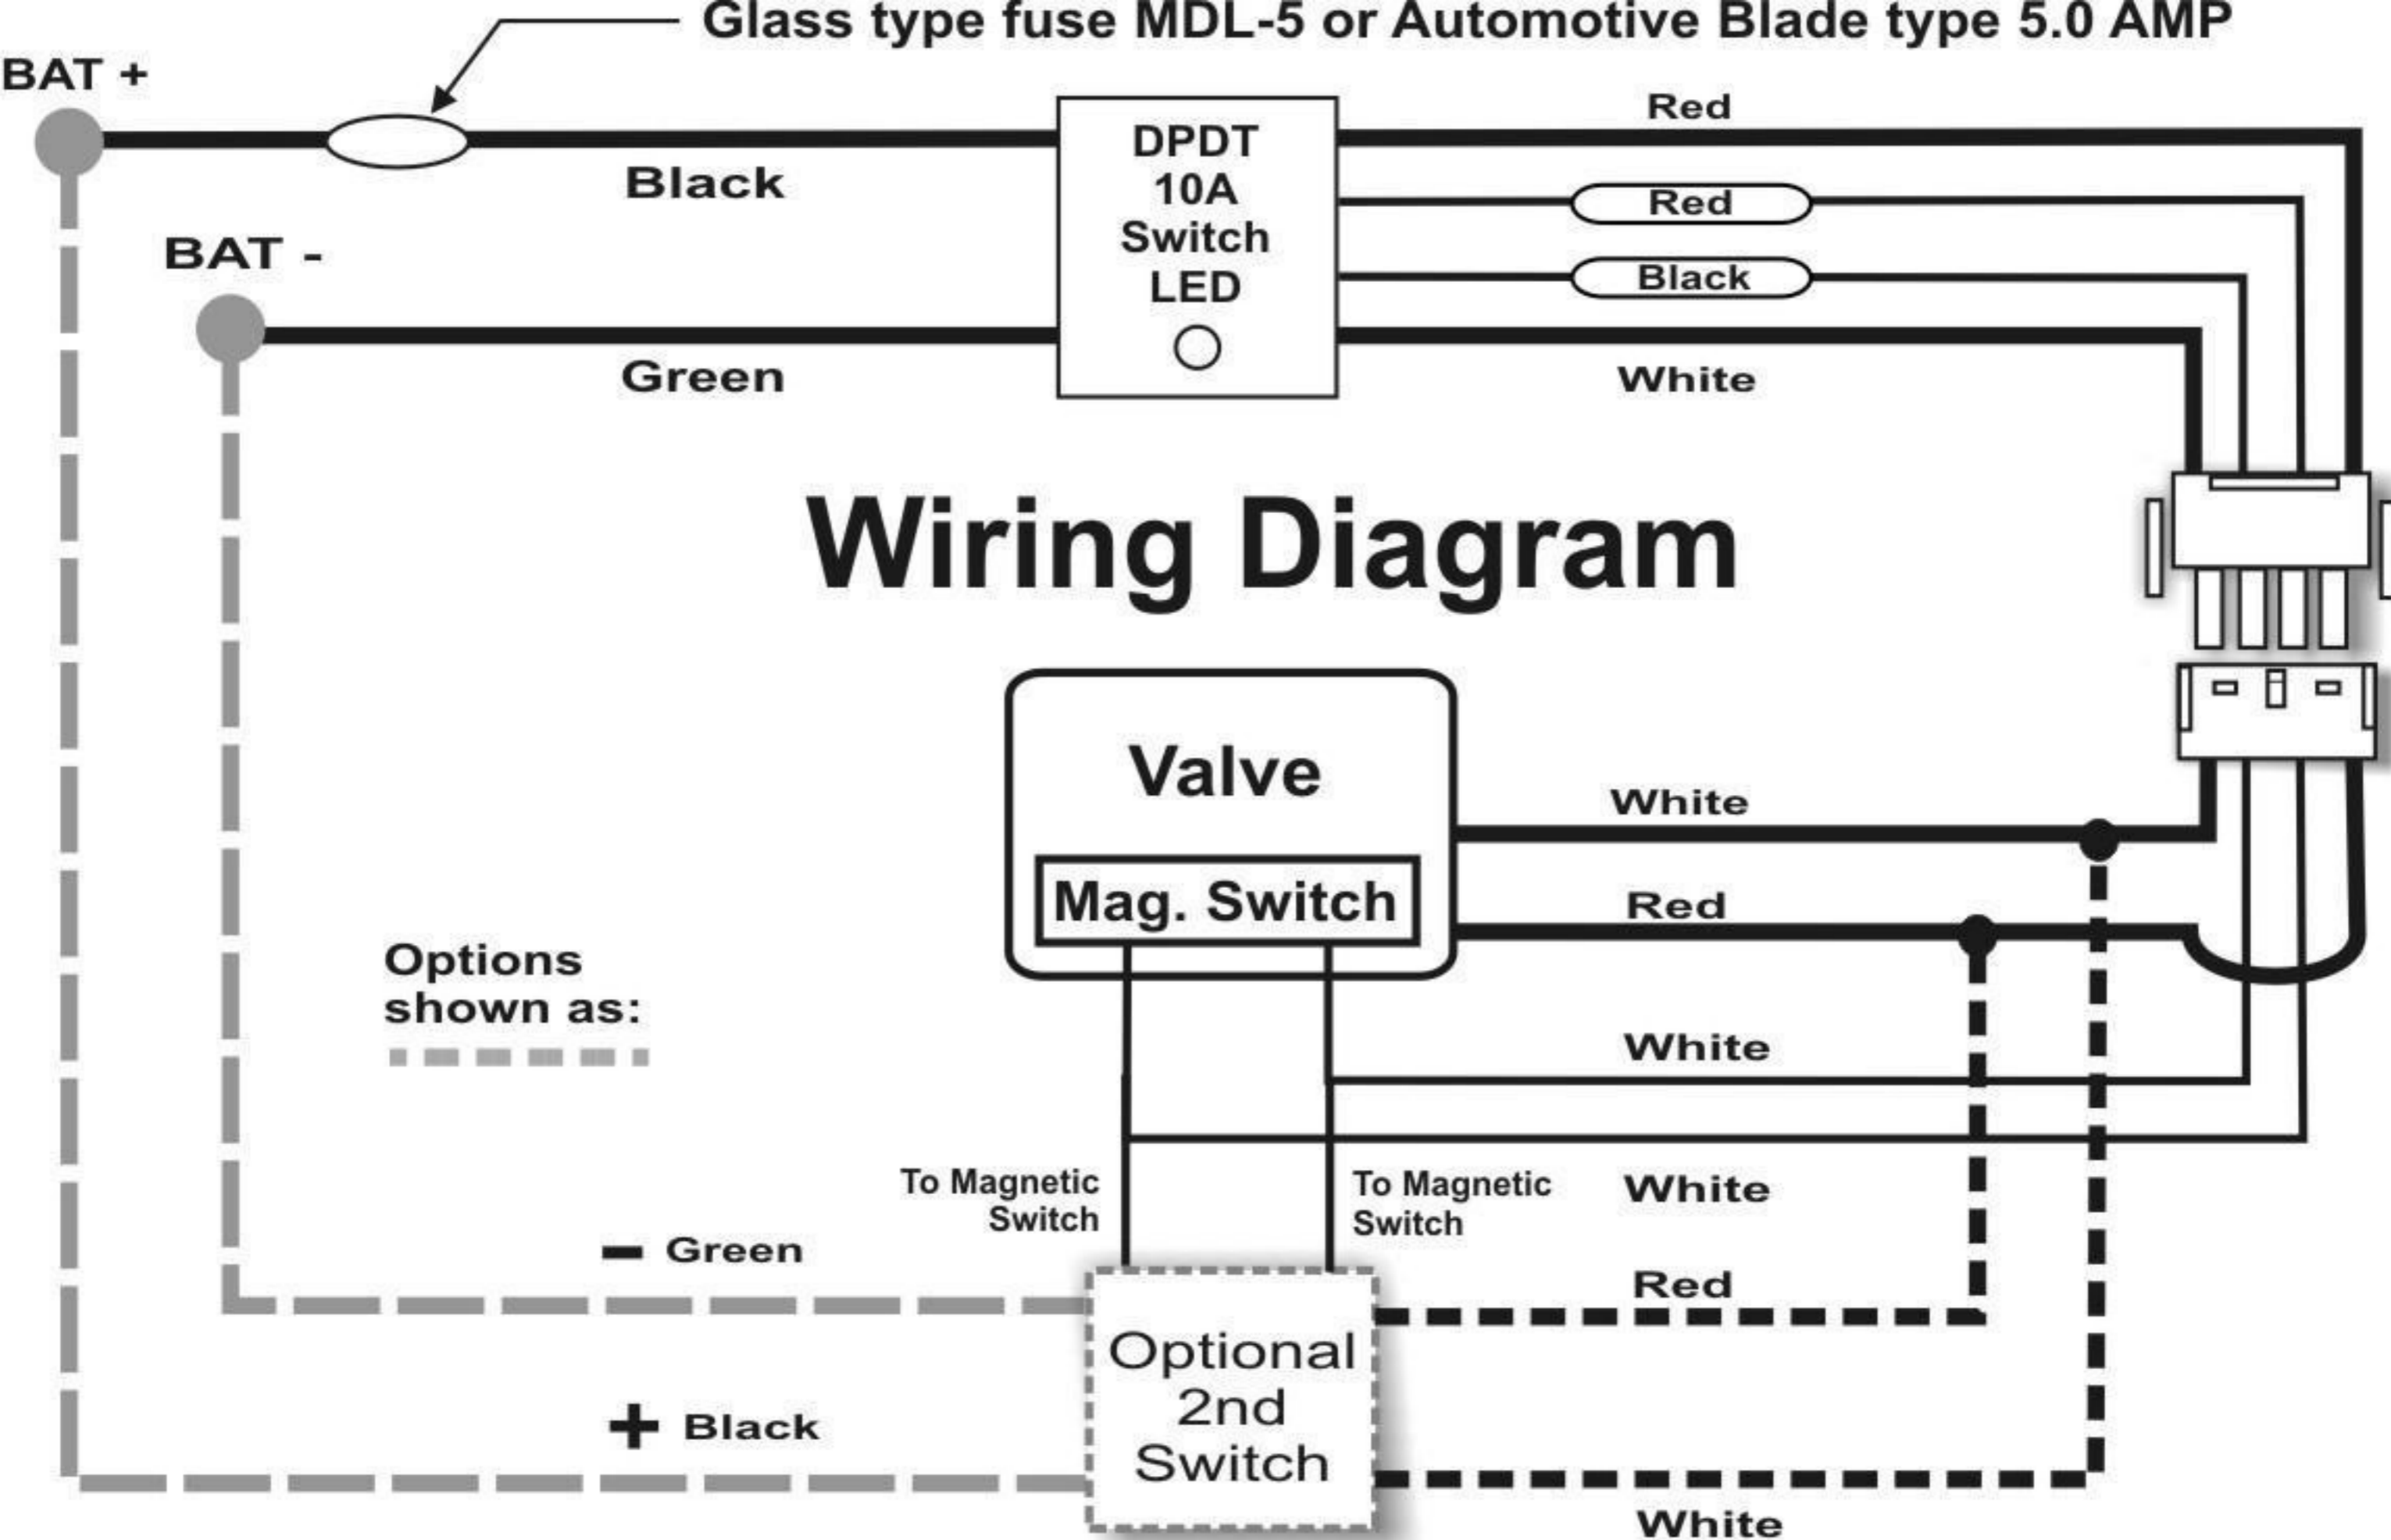 Glass type fuse MDL-5 or Automotive Blade type 5.0 AMP
BAT +
Black
BAT -
Green
DPDT
10A
Switch
LED
Red
Red
Black
White
Wiring Diagram
Valve
Mag. Switch
White
Red
Options
shown as:
White
To Magnetic
Switch
To Magnetic
Switch
White
- Green
Red
Optional
2nd
Switch
+ Black
White